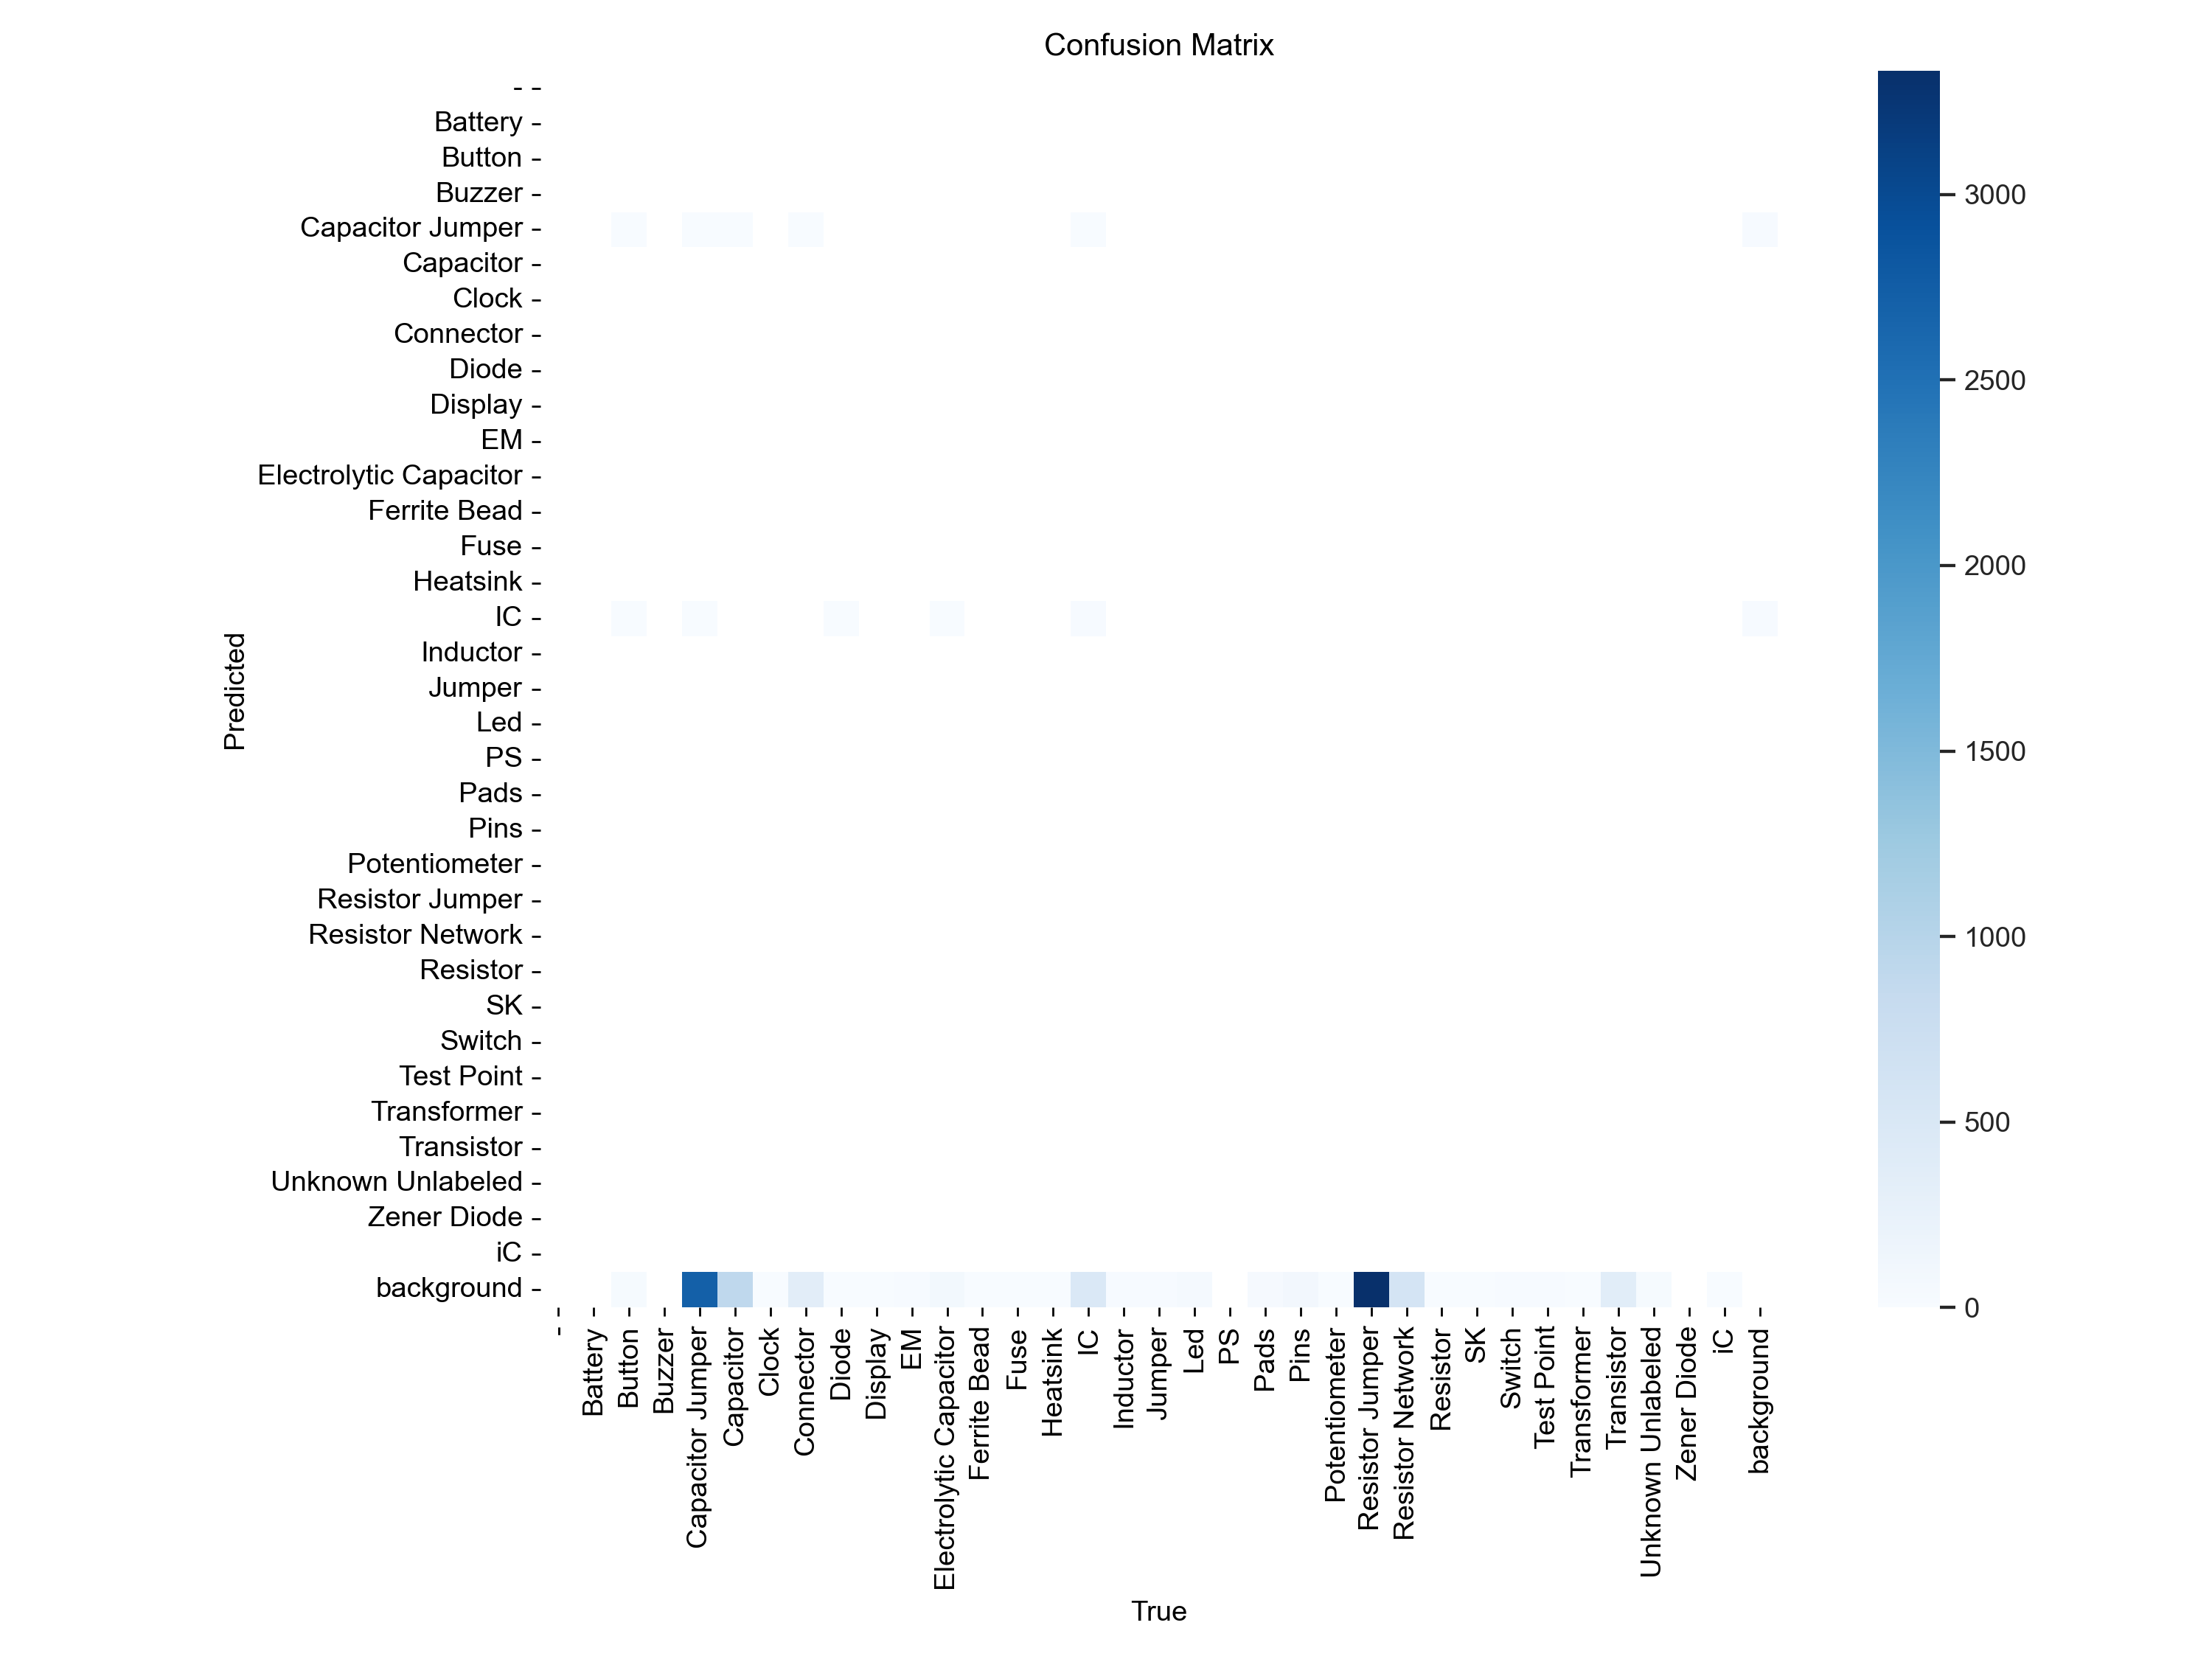 Confusion Matrix
-
Battery
Button
Buzzer
Capacitor Jumper
Capacitor
Clock
Connector
Diode
Display
EM
Electrolytic Capacitor
Ferrite Bead
Fuse
Heatsink
IC
Inductor
Jumper
Led
PS
Pads
Pins
Potentiometer
Resistor Jumper
Resistor Network
Resistor
SK
Switch
Test Point
Transformer
Transistor
Unknown Unlabeled
Zener Diode
iC
background
Predicted
-
Battery
Button
Buzzer
Capacitor Jumper
Capacitor
Clock
Connector
Diode
Display
EM
Electrolytic Capacitor
Ferrite Bead
Fuse
Heatsink
IC
Inductor
Jumper
Led
PS
Pads
Pins
Potentiometer
Resistor Jumper
Resistor Network
Resistor
SK
Switch
Test Point
Transformer
Transistor
Unknown Unlabeled
Zener Diode
iC
background
True
3000
2500
2000
1500
1000
500
0